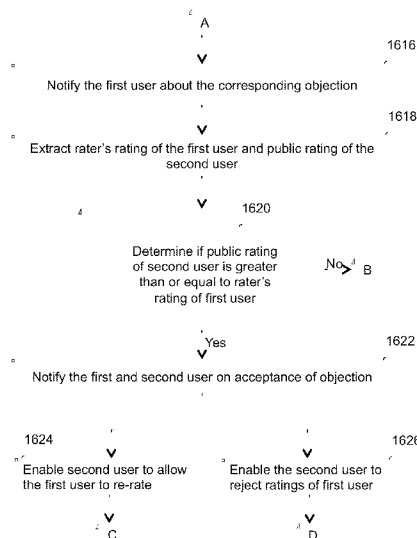 A
1616
Notify the first user about the corresponding objection
1618
Extract rater's rating of the first user and public rating of the
second user
1620
Determine if public rating
of second user is greater
than or equal to rater's
rating of first user
No
B
Yes
1622
Notify the first and second user on acceptance of objection
1624
Enable second user to allow
the first user to re-rate
1626
Enable the second user to
reject ratings of first user
C
D